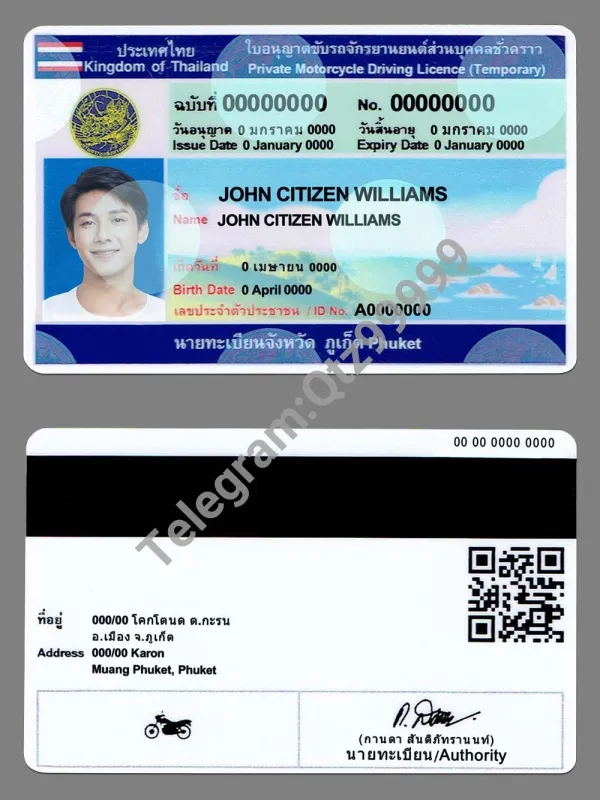 ประเทศไทย
Kingdom of Thailand
ใบอนุญาตขับรถจักรยานยนต์ส่วนบุคคลชั่วคราว
Private Motorcycle Driving Licence (Temporary)
ฉบับที่ 00000000 No. 00000000
วันอนุญาต 0 มกราคม 0000 วันสิ้นอายุ 0 มกราคม 0000
Issue Date 0 January 0000 Expiry Date 0 January 0000
ชื่อ JOHN CITIZEN WILLIAMS
Name JOHN CITIZEN WILLIAMS
เกิดวันที่ 0 เมษายน 0000
Birth Date 0 April 0000
เลขประจำตัวประชาชน / ID No. A0000000
นายทะเบียนจังหวัด ภูเก็ต Phuket
Telegram:Qtz99999
00 00 0000 0000
ที่อยู่ 000/00 โคกโตนด ต.กะรน
อ.เมือง จ.ภูเก็ต
Address 000/00 Karon
Muang Phuket, Phuket
(กานดา สันติภัทรานนท์)
นายทะเบียน/Authority